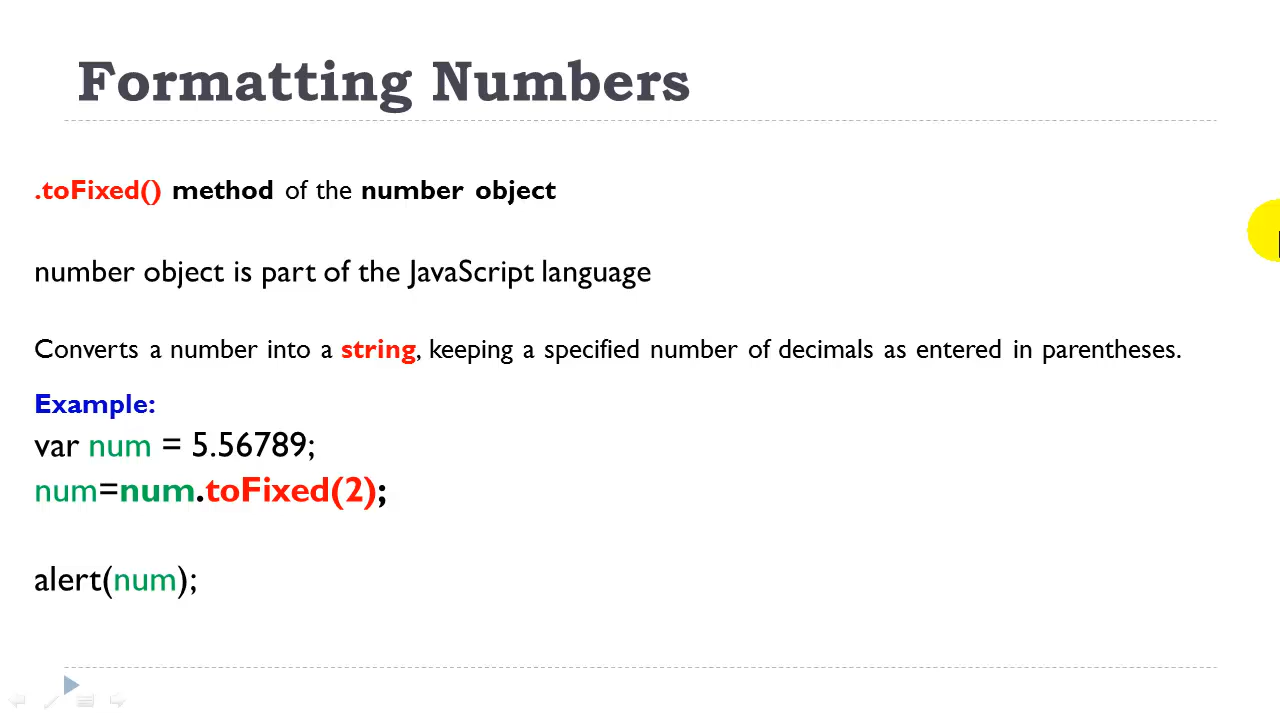 Formatting Numbers
.toFixed() method of the number object
number object is part of the JavaScript language
Converts a number into a string, keeping a specified number of decimals as entered in parentheses.
Example:
var num = 5.56789;
num=num.toFixed(2);
alert(num);